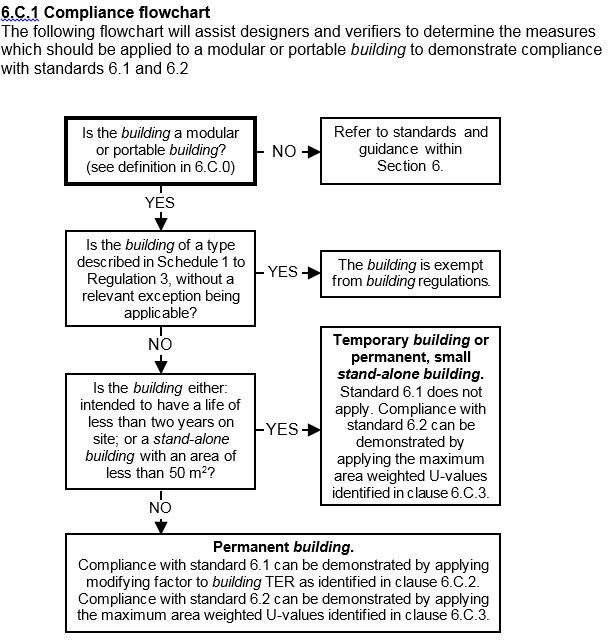 6.C.1 Compliance flowchart
The following flowchart will assist designers and verifiers to determine the measures
which should be applied to a modular or portable building to demonstrate compliance
with standards 6.1 and 6.2
Is the building a modular
or portable building?
(see definition in 6.C.0)
NO
Refer to standards and
guidance within
Section 6.
YES
Is the building of a type
described in Schedule 1 to
Regulation 3, without a
relevant exception being
applicable?
YES
The building is exempt
from building regulations.
NO
Is the building either:
intended to have a life of
less than two years on
site; or a stand-alone
building with an area of
less than 50 m²?
YES
Temporary building or
permanent, small
stand-alone building.
Standard 6.1 does not
apply. Compliance with
standard 6.2 can be
demonstrated by
applying the maximum
area weighted U-values
identified in clause 6.C.3.
NO
Permanent building.
Compliance with standard 6.1 can be demonstrated by applying
modifying factor to building TER as identified in clause 6.C.2.
Compliance with standard 6.2 can be demonstrated by applying
the maximum area weighted U-values identified in clause 6.C.3.